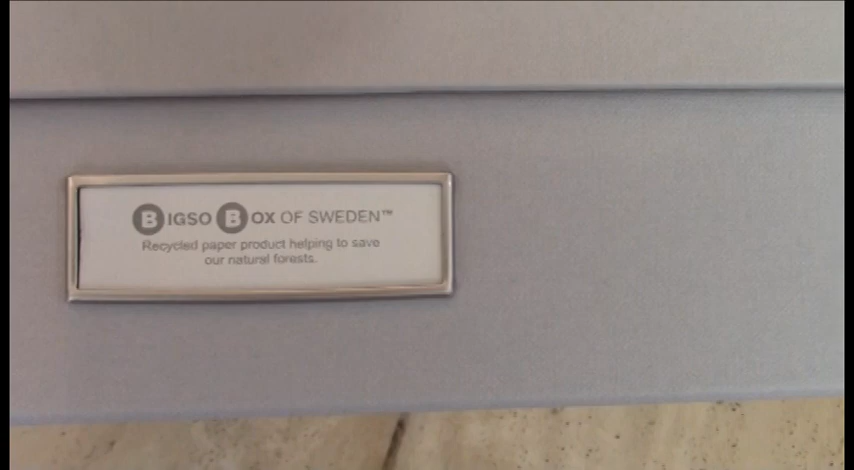 BIGSO BOX OF SWEDEN™
Recycled paper product helping to save
our natural forests.